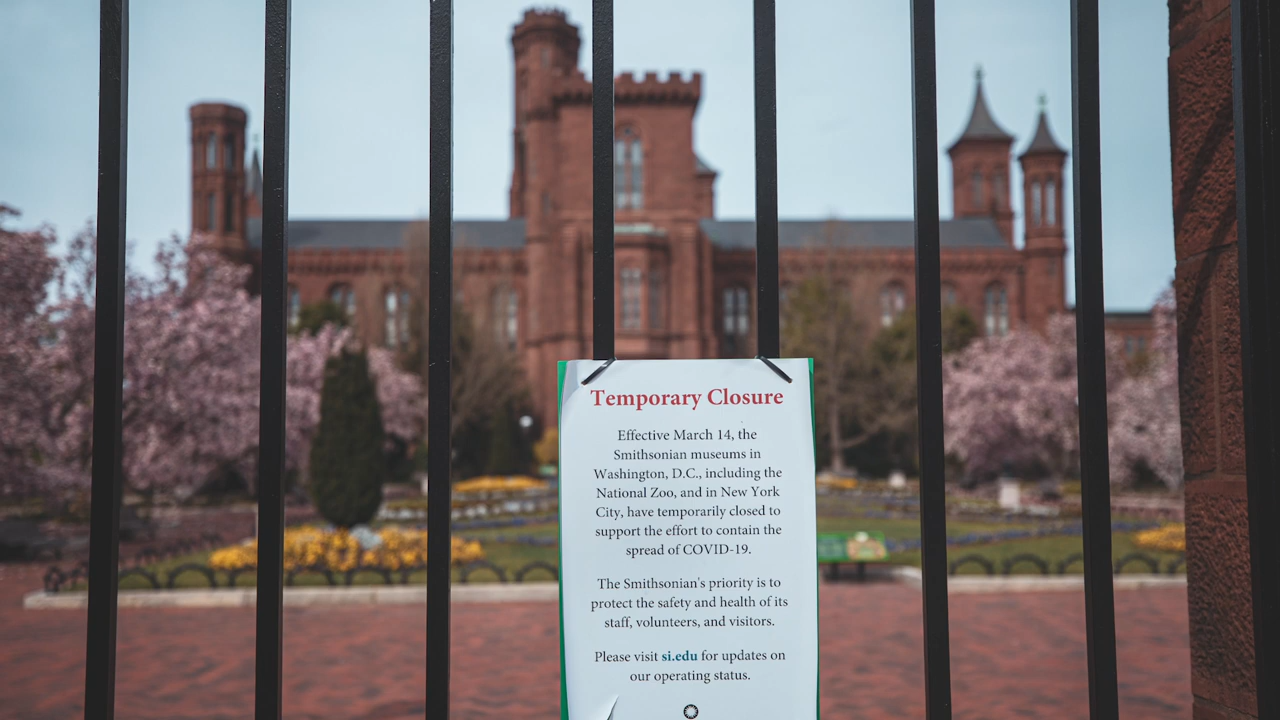 Temporary Closure
Effective March 14, the
Smithsonian museums in
Washington, D.C., including the
National Zoo, and in New York
City, have temporarily closed to
support the effort to contain the
spread of COVID-19.
The Smithsonian's priority is to
protect the safety and health of its
staff, volunteers, and visitors.
Please visit si.edu for updates on
our operating status.